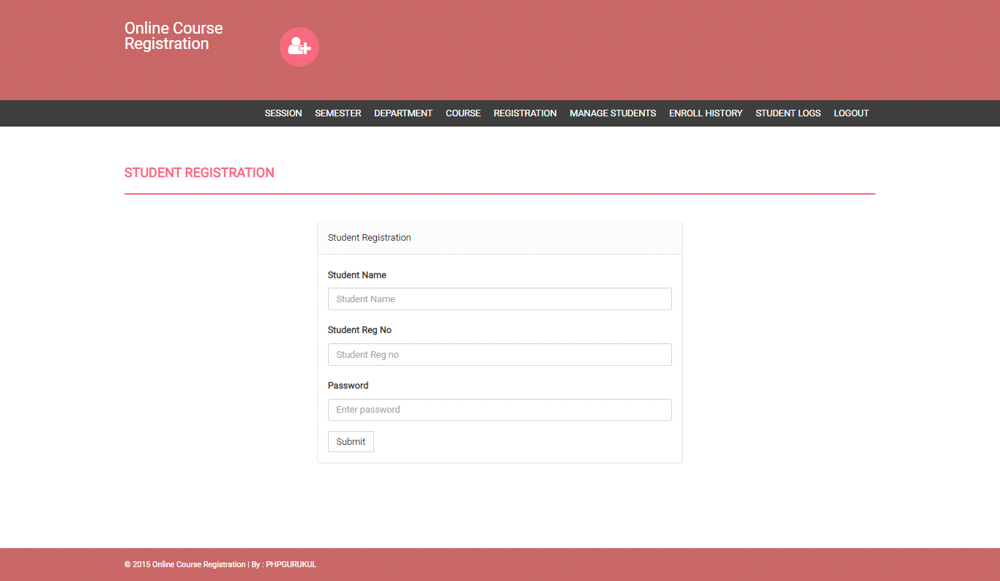 Online Course
Registration
SESSION SEMESTER DEPARTMENT COURSE REGISTRATION MANAGE STUDENTS ENROLL HISTORY STUDENT LOGS LOGOUT
STUDENT REGISTRATION
Student Registration
Student Name
Student Name
Student Reg No
Student Reg no
Password
Enter password
Submit
© 2015 Online Course Registration | By : PHPGURUKUL